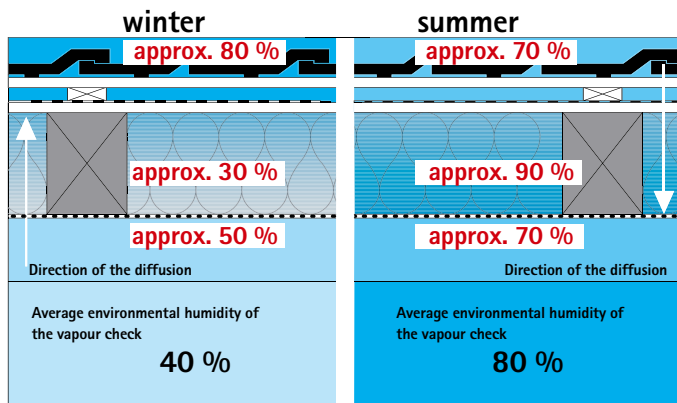 winter
approx. 80 %
approx. 30 %
approx. 50 %
Direction of the diffusion
Average environmental humidity of
the vapour check
40 %
summer
approx. 70 %
approx. 90 %
approx. 70 %
Direction of the diffusion
Average environmental humidity of
the vapour check
80 %